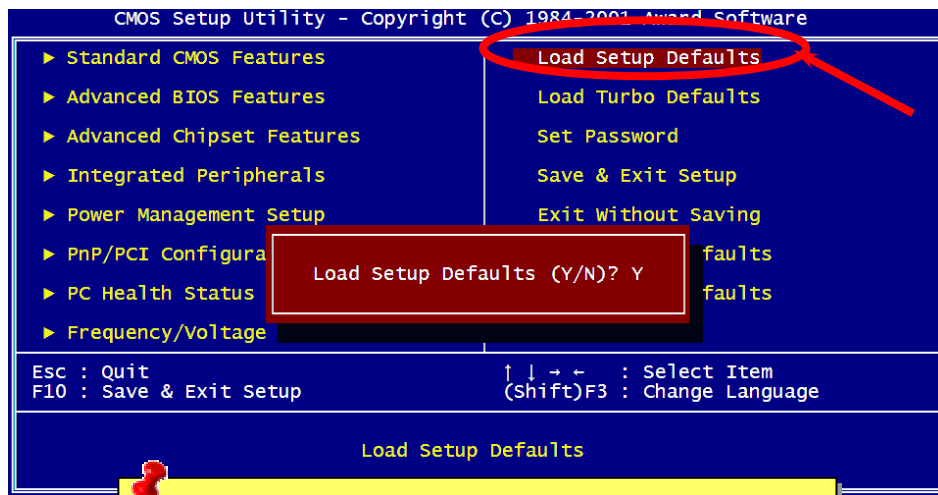 CMOS Setup Utility - Copyright (C) 1984-2001 Award Software
► Standard CMOS Features
► Advanced BIOS Features
► Advanced Chipset Features
► Integrated Peripherals
► Power Management Setup
► PnP/PCI Configura
► PC Health Status
► Frequency/Voltage
Load Setup Defaults
Load Turbo Defaults
Set Password
Save & Exit Setup
Exit Without Saving
faults
faults
Load Setup Defaults (Y/N)? Y
Esc : Quit
F10 : Save & Exit Setup
↑ ↓ → ← : Select Item
(Shift)F3 : Change Language
Load Setup Defaults